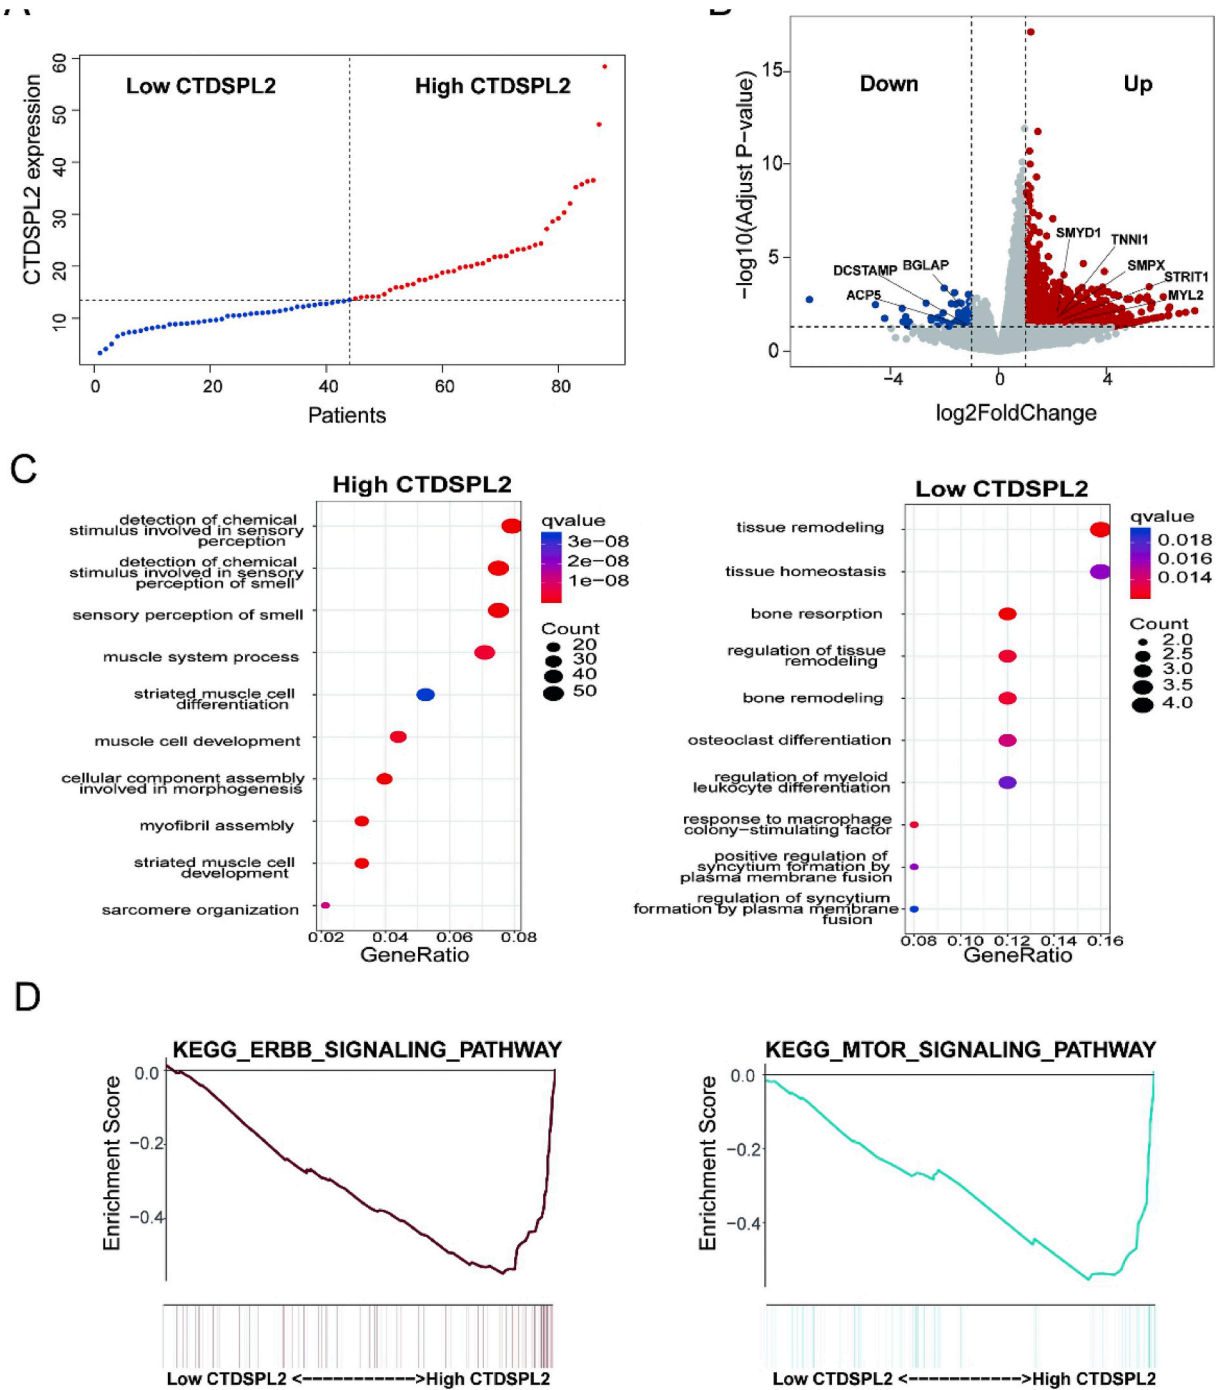 Low CTDSPL2
High CTDSPL2
CTDSPL2 expression
60
50
40
30
20
10
0
20
40
60
80
Patients
Down
Up
−log10(Adjust P−value)
15
10
5
0
SMYD1
TNNI1
DCSTAMP
BGLAP
SMPX
STRIT1
ACP5
MYL2
−4
0
4
log2FoldChange
C
High CTDSPL2
detection of chemical
stimulus involved in sensory
perception
detection of chemical
stimulus involved in sensory
perception of smell
sensory perception of smell
muscle system process
striated muscle cell
differentiation
muscle cell development
cellular component assembly
involved in morphogenesis
myofibril assembly
striated muscle cell
development
sarcomere organization
0.02
0.04
0.06
0.08
GeneRatio
qvalue
3e−08
2e−08
1e−08
Count
20
30
40
50
Low CTDSPL2
tissue remodeling
tissue homeostasis
bone resorption
regulation of tissue
remodeling
bone remodeling
osteoclast differentiation
regulation of myeloid
leukocyte differentiation
response to macrophage
colony−stimulating factor
positive regulation of
syncytium formation by
plasma membrane fusion
regulation of syncytium
formation by plasma membrane
fusion
0.08
0.10
0.12
0.14
0.16
GeneRatio
qvalue
0.018
0.016
0.014
Count
2.0
2.5
3.0
3.5
4.0
D
KEGG_ERBB_SIGNALING_PATHWAY
Enrichment Score
0.0
−0.2
−0.4
Low CTDSPL2 <------------>High CTDSPL2
KEGG_MTOR_SIGNALING_PATHWAY
Enrichment Score
0.0
−0.2
−0.4
Low CTDSPL2 <------------>High CTDSPL2